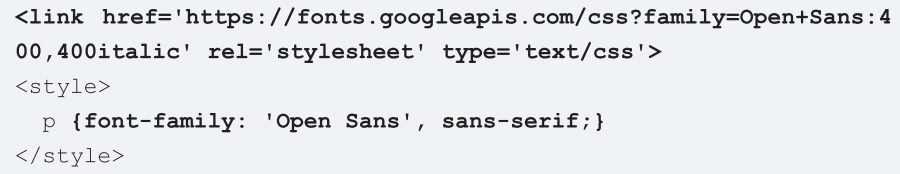 <link href='https://fonts.googleapis.com/css?family=Open+Sans:4
00,400italic' rel='stylesheet' type='text/css'>
<style>
  p {font-family: 'Open Sans', sans-serif;}
</style>